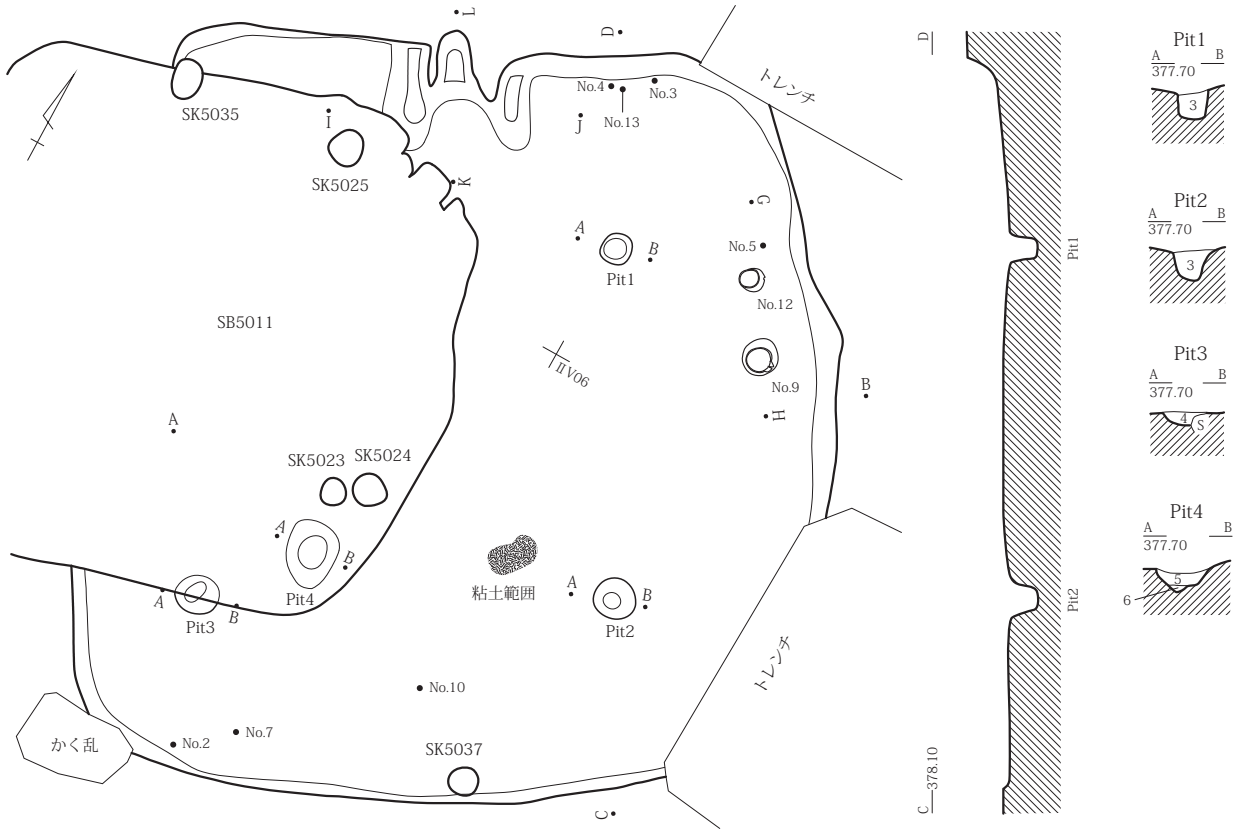 L
D
トレンチ
No.4
No.3
No.13
J
SK5035
I
SK5025
K
G
A
B
No.5
Pit1
No.12
SB5011
ⅡV06
No.9
B
H
A
SK5023
SK5024
A
B
Pit4
粘土範囲
A
B
Pit2
A
B
Pit3
トレンチ
No.10
No.7
No.2
かく乱
SK5037
C
D
Pit1
Pit2
C
378.10
Pit1
A
B
377.70
3
Pit2
A
B
377.70
3
Pit3
A
B
377.70
4
S
Pit4
A
B
377.70
5
6